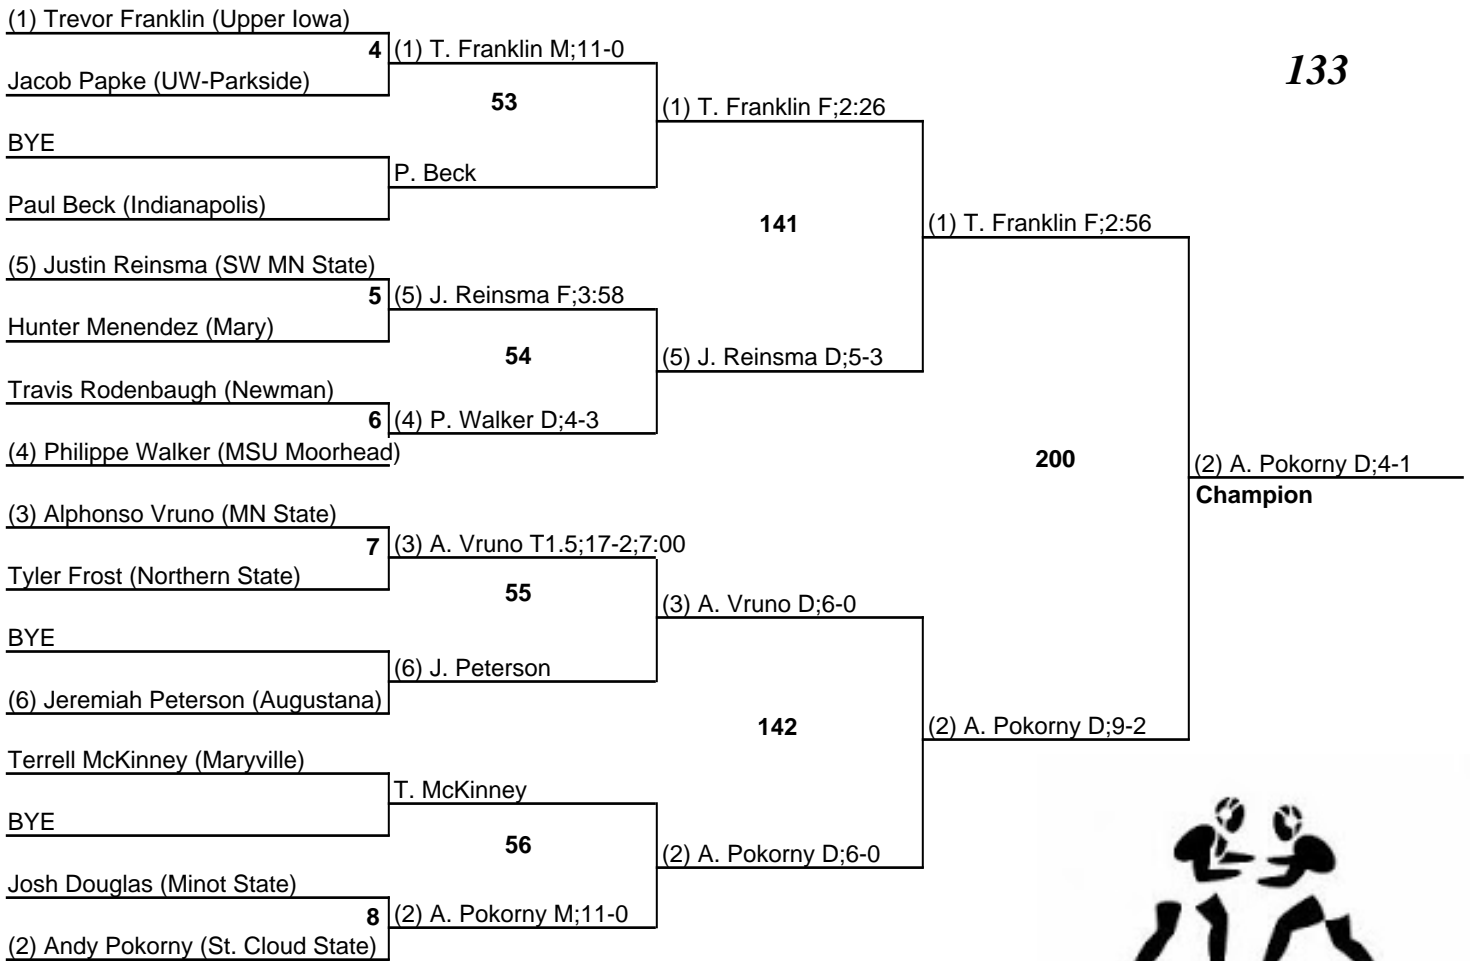 (1) Trevor Franklin (Upper Iowa)
4
(1) T. Franklin M;11-0
133
Jacob Papke (UW-Parkside)
53
(1) T. Franklin F;2:26
BYE
P. Beck
Paul Beck (Indianapolis)
141
(1) T. Franklin F;2:56
(5) Justin Reinsma (SW MN State)
5
(5) J. Reinsma F;3:58
Hunter Menendez (Mary)
54
(5) J. Reinsma D;5-3
Travis Rodenbaugh (Newman)
6
(4) P. Walker D;4-3
(4) Philippe Walker (MSU Moorhead)
200
(2) A. Pokorny D;4-1
Champion
(3) Alphonso Vruno (MN State)
7
(3) A. Vruno T1.5;17-2;7:00
Tyler Frost (Northern State)
55
(3) A. Vruno D;6-0
BYE
(6) J. Peterson
(6) Jeremiah Peterson (Augustana)
142
(2) A. Pokorny D;9-2
Terrell McKinney (Maryville)
T. McKinney
BYE
56
(2) A. Pokorny D;6-0
Josh Douglas (Minot State)
8
(2) A. Pokorny M;11-0
(2) Andy Pokorny (St. Cloud State)